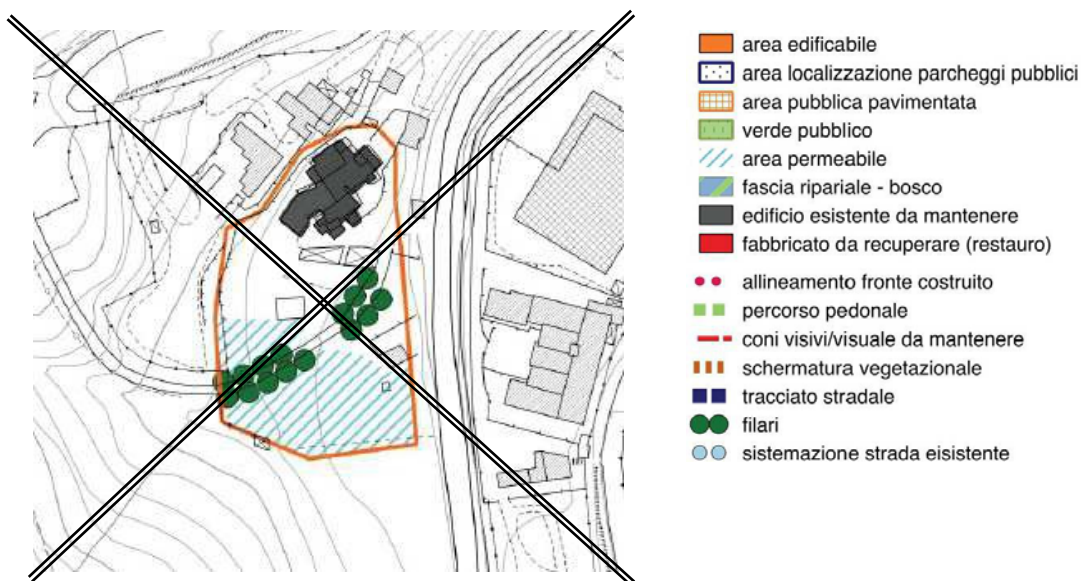 area edificabile
area localizzazione parcheggi pubblici
area pubblica pavimentata
verde pubblico
area permeabile
fascia ripariale - bosco
edificio esistente da mantenere
fabbricato da recuperare (restauro)
allineamento fronte costruito
percorso pedonale
coni visivi/visuale da mantenere
schermatura vegetazionale
tracciato stradale
filari
sistemazione strada eisistente